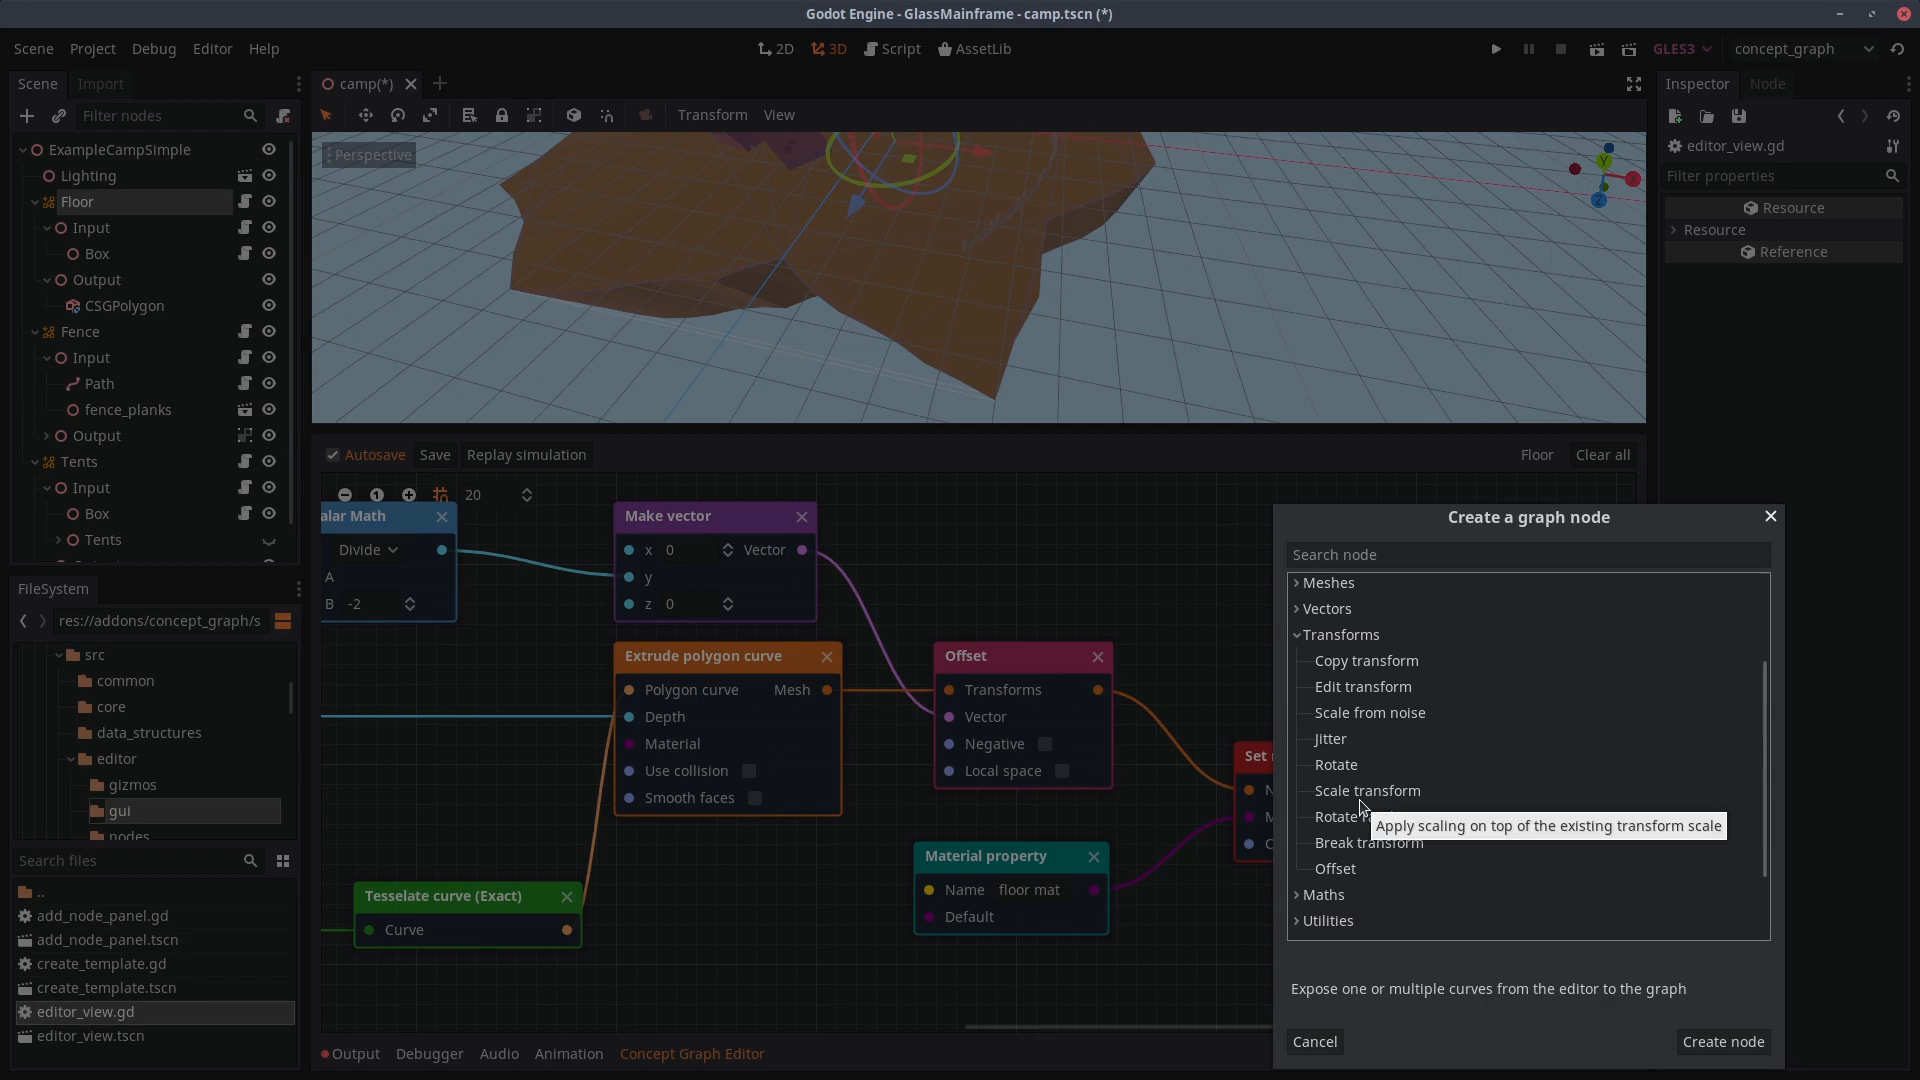 Godot Engine - GlassMainframe - camp.tscn (*)
Scene Project Debug Editor Help
2D 3D Script AssetLib
GLES3 concept_graph
Scene Import
camp(*)
Inspector Node
Filter nodes
Transform View
ExampleCampSimple
Lighting
Floor
Input
Box
Output
CSGPolygon
Fence
Input
Path
fence_planks
Output
Tents
Input
Box
Tents
Perspective
Y
Z
editor_view.gd
Filter properties
Resource
Resource
Reference
FileSystem
res://addons/concept_graph/s
src
common
core
data_structures
editor
gizmos
gui
nodes
Search files
..
add_node_panel.gd
add_node_panel.tscn
create_template.gd
create_template.tscn
editor_view.gd
editor_view.tscn
Autosave Save Replay simulation
Floor Clear all
1 20
alar Math
Divide
A
B -2
Make vector
x 0 Vector
y
z 0
Extrude polygon curve
Polygon curve Mesh
Depth
Material
Use collision
Smooth faces
Offset
Transforms
Vector
Negative
Local space
Material property
Name floor mat
Default
Tesselate curve (Exact)
Curve
Set
N
M
Create a graph node
Search node
Meshes
Vectors
Transforms
Copy transform
Edit transform
Scale from noise
Jitter
Rotate
Scale transform
Rotate
Apply scaling on top of the existing transform scale
Break transform
Offset
Maths
Utilities
Expose one or multiple curves from the editor to the graph
Cancel Create node
Output Debugger Audio Animation Concept Graph Editor